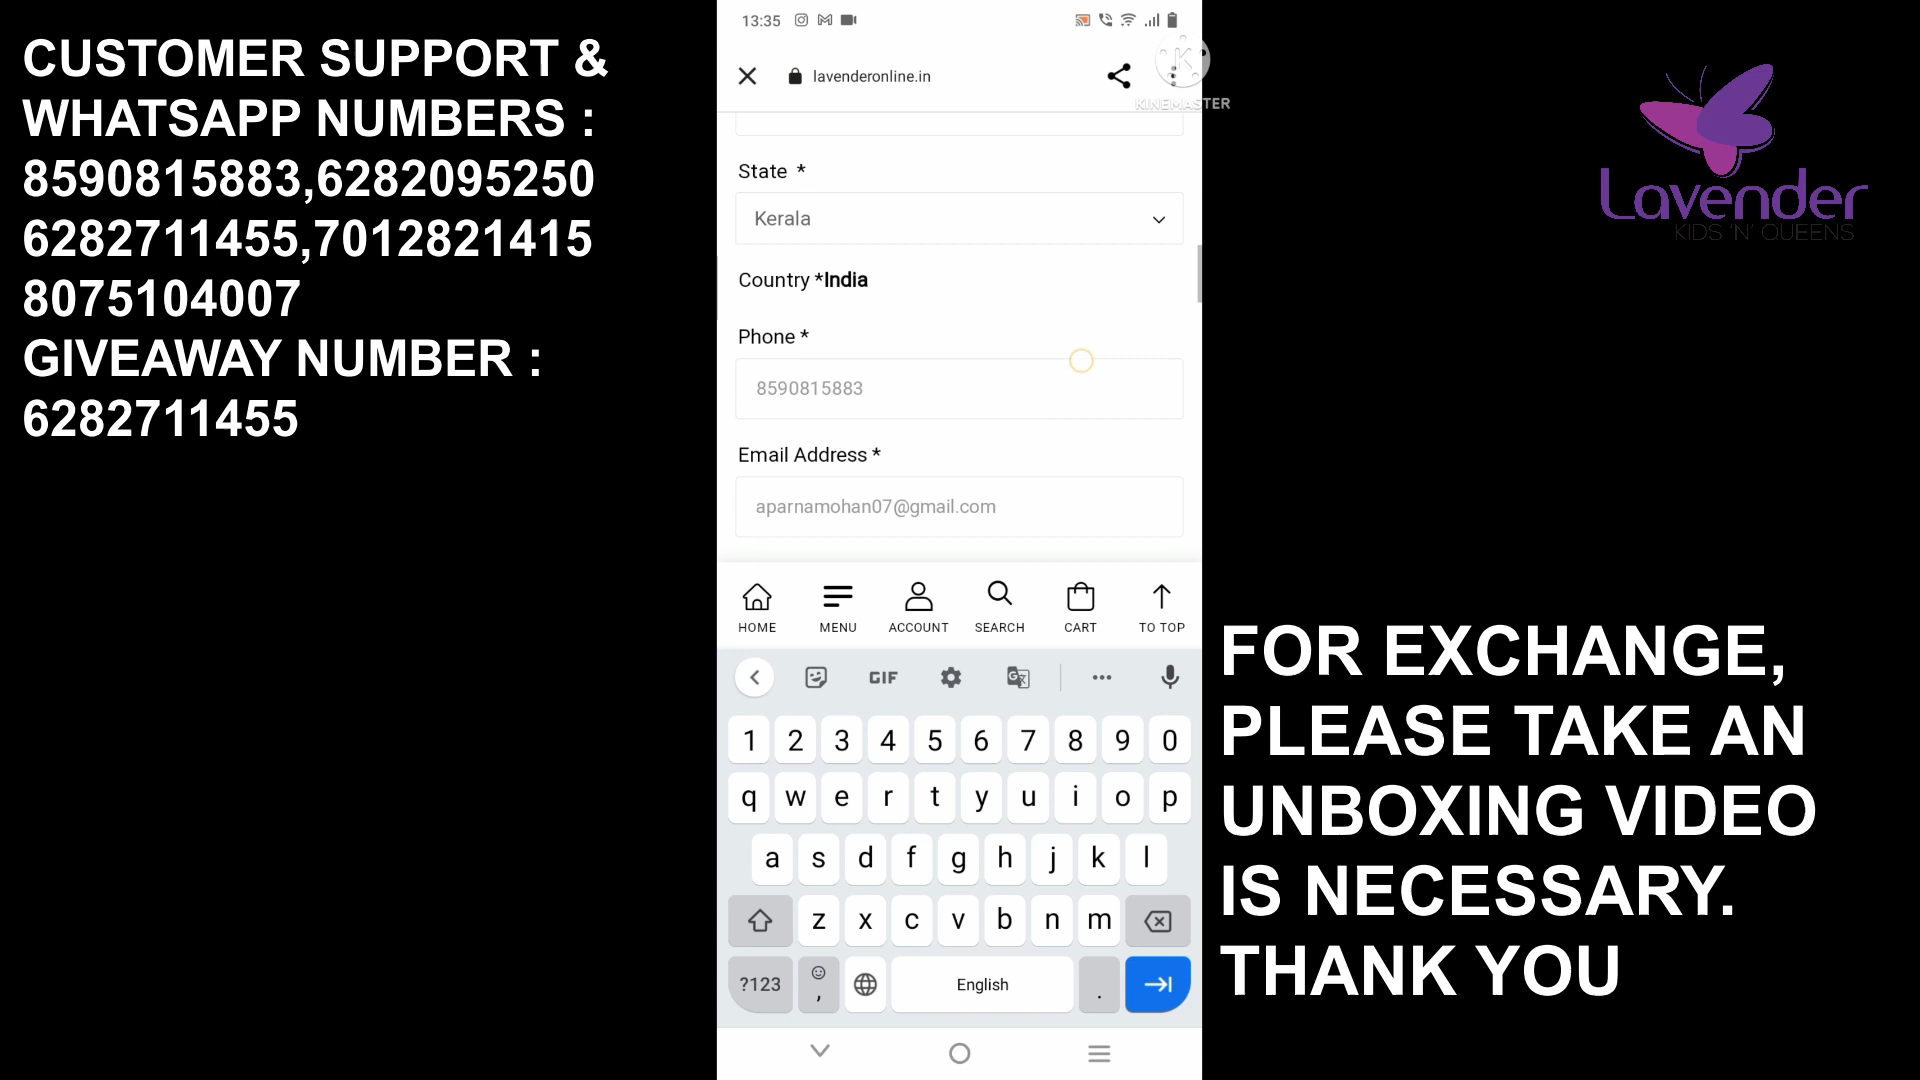 CUSTOMER SUPPORT &
WHATSAPP NUMBERS :
8590815883,6282095250
6282711455,7012821415
8075104007
GIVEAWAY NUMBER :
6282711455
13:35
lavenderonline.in
KINEMASTER
State *
Kerala
Country *India
Phone *
8590815883
Email Address *
aparnamohan07@gmail.com
HOME MENU ACCOUNT SEARCH CART TO TOP
GIF
1 2 3 4 5 6 7 8 9 0
q w e r t y u i o p
a s d f g h j k l
z x c v b n m
?123 , English .
Lavender
KIDS 'N' QUEENS
FOR EXCHANGE,
PLEASE TAKE AN
UNBOXING VIDEO
IS NECESSARY.
THANK YOU